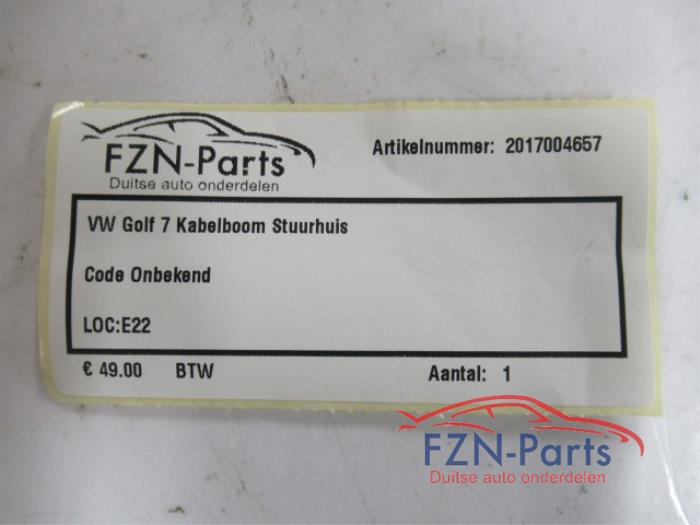 FZN-Parts
Duitse auto onderdelen
Artikelnummer: 2017004657
VW Golf 7 Kabelboom Stuurhuis
Code Onbekend
LOC:E22
€ 49.00 BTW Aantal: 1
FZN-Parts
Duitse auto onderdelen